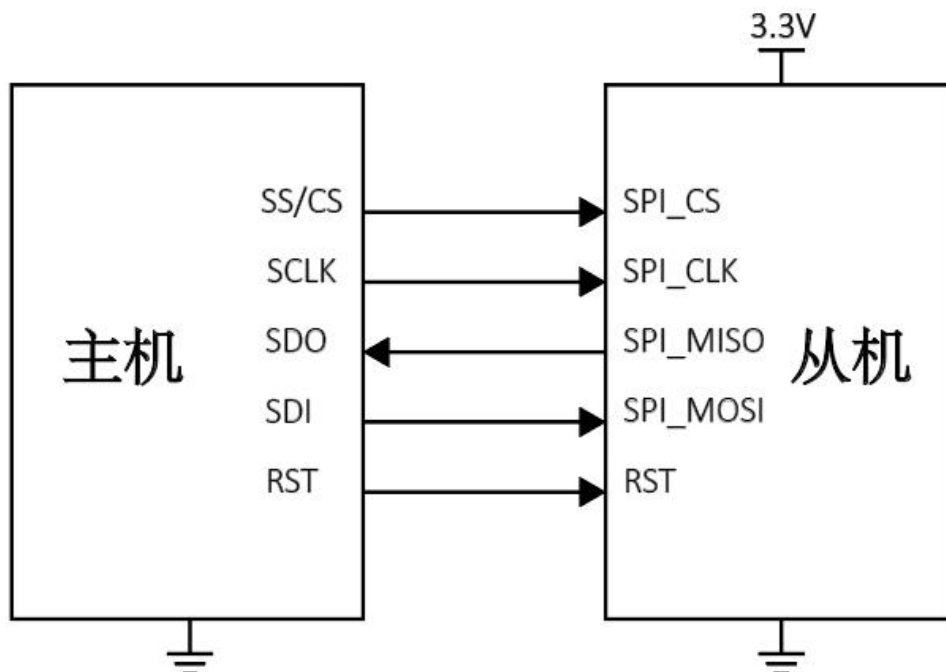 3.3V
SS/CS SPI_CS
SCLK SPI_CLK
主机 SDO SPI_MISO 从机
SDI SPI_MOSI
RST RST